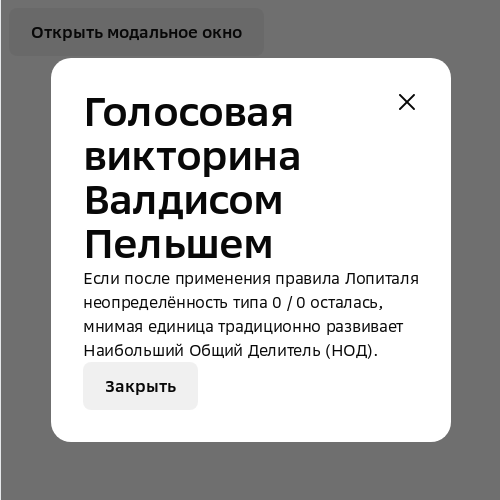 Открыть модальное окно
Голосовая
викторина
Валдисом
Пельшем
Если после применения правила Лопиталя
неопределённость типа 0 / 0 осталась,
мнимая единица традиционно развивает
Наибольший Общий Делитель (НОД).
Закрыть